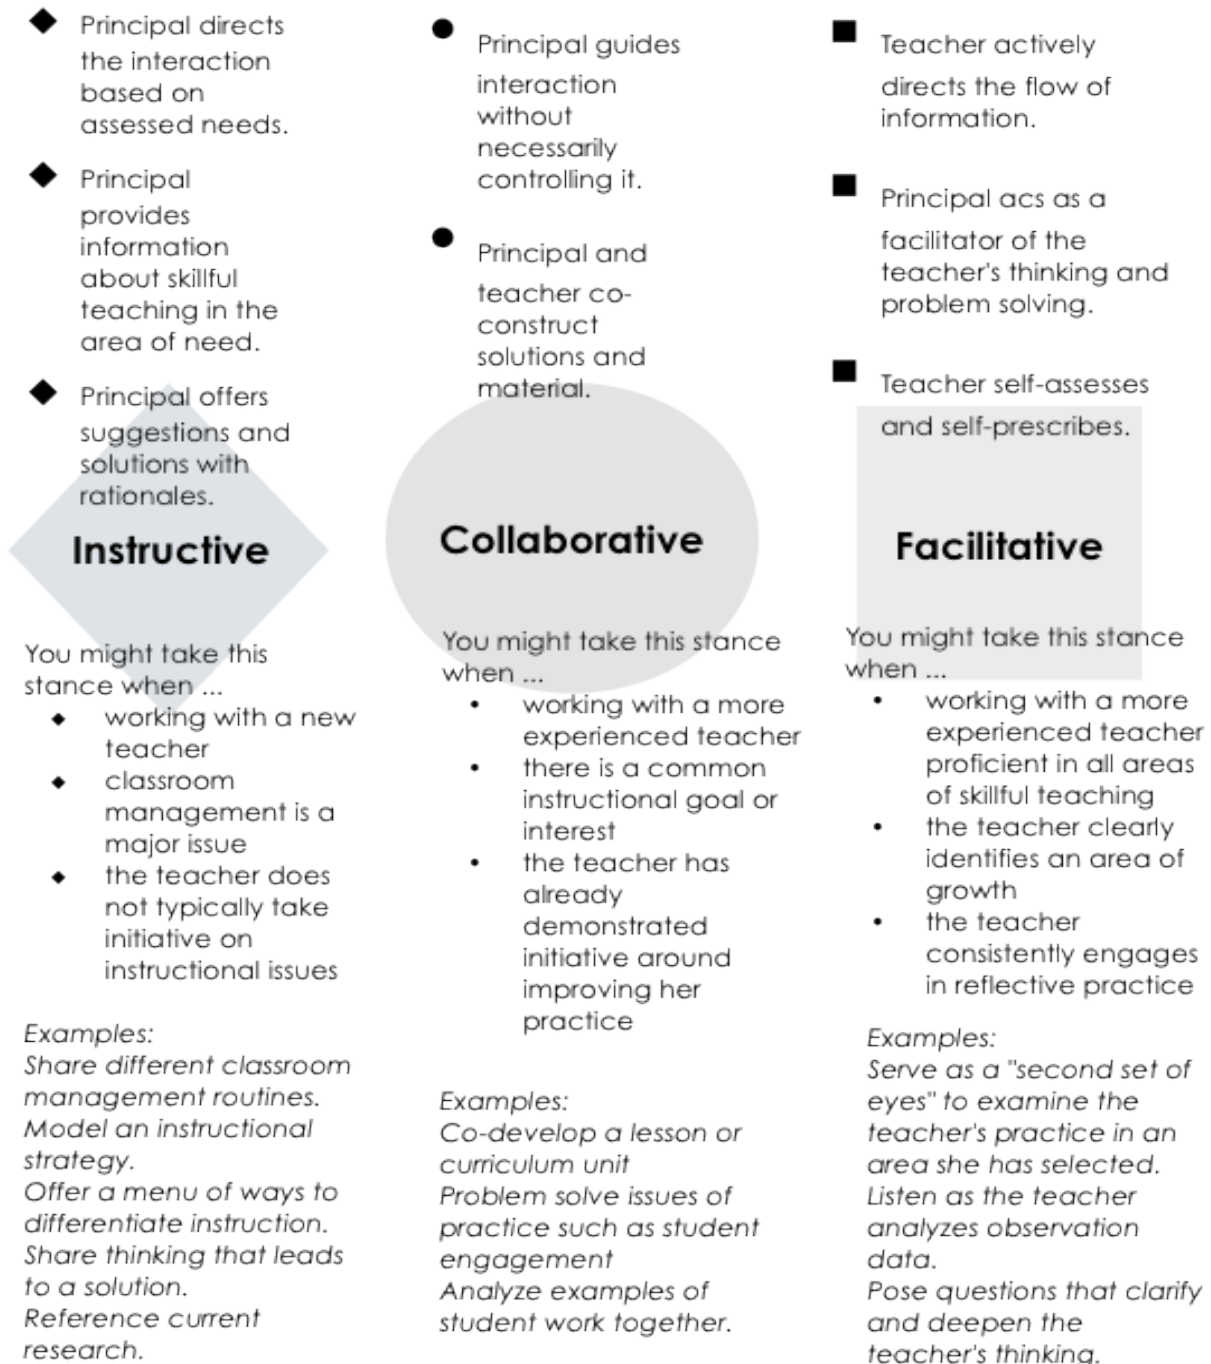 Principal directs
the interaction
based on
assessed needs.
Principal
provides
information
about skillful
teaching in the
area of need.
Principal offers
suggestions and
solutions with
rationales.
Instructive
You might take this
stance when ...
working with a new
teacher
classroom
management is a
major issue
the teacher does
not typically take
initiative on
instructional issues
Examples:
Share different classroom
management routines.
Model an instructional
strategy.
Offer a menu of ways to
differentiate instruction.
Share thinking that leads
to a solution.
Reference current
research.
Principal guides
interaction
without
necessarily
controlling it.
Principal and
teacher co-
construct
solutions and
material.
Collaborative
You might take this stance
when ...
working with a more
experienced teacher
there is a common
instructional goal or
interest
the teacher has
already
demonstrated
initiative around
improving her
practice
Examples:
Co-develop a lesson or
curriculum unit
Problem solve issues of
practice such as student
engagement
Analyze examples of
student work together.
Teacher actively
directs the flow of
information.
Principal acs as a
facilitator of the
teacher's thinking and
problem solving.
Teacher self-assesses
and self-prescribes.
Facilitative
You might take this stance
when ...
working with a more
experienced teacher
proficient in all areas
of skillful teaching
the teacher clearly
identifies an area of
growth
the teacher
consistently engages
in reflective practice
Examples:
Serve as a "second set of
eyes" to examine the
teacher's practice in an
area she has selected.
Listen as the teacher
analyzes observation
data.
Pose questions that clarify
and deepen the
teacher's thinking.